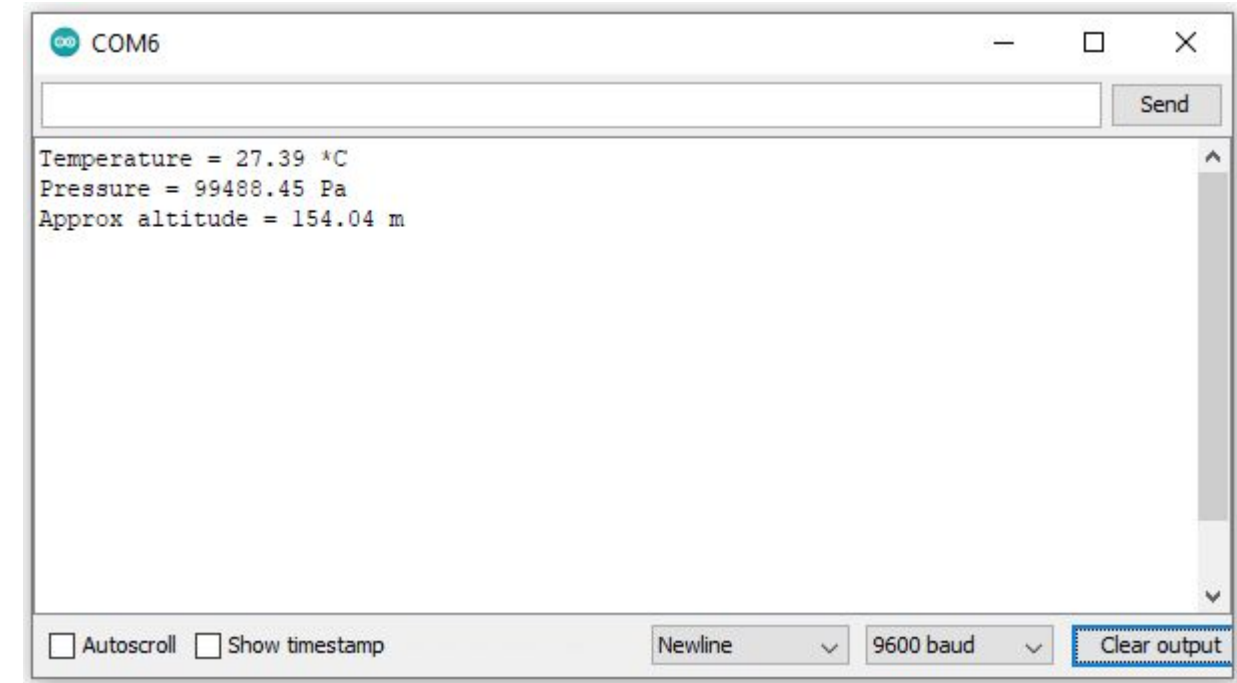 COM6
Send
Temperature = 27.39 *C
Pressure = 99488.45 Pa
Approx altitude = 154.04 m
Autoscroll Show timestamp Newline 9600 baud Clear output